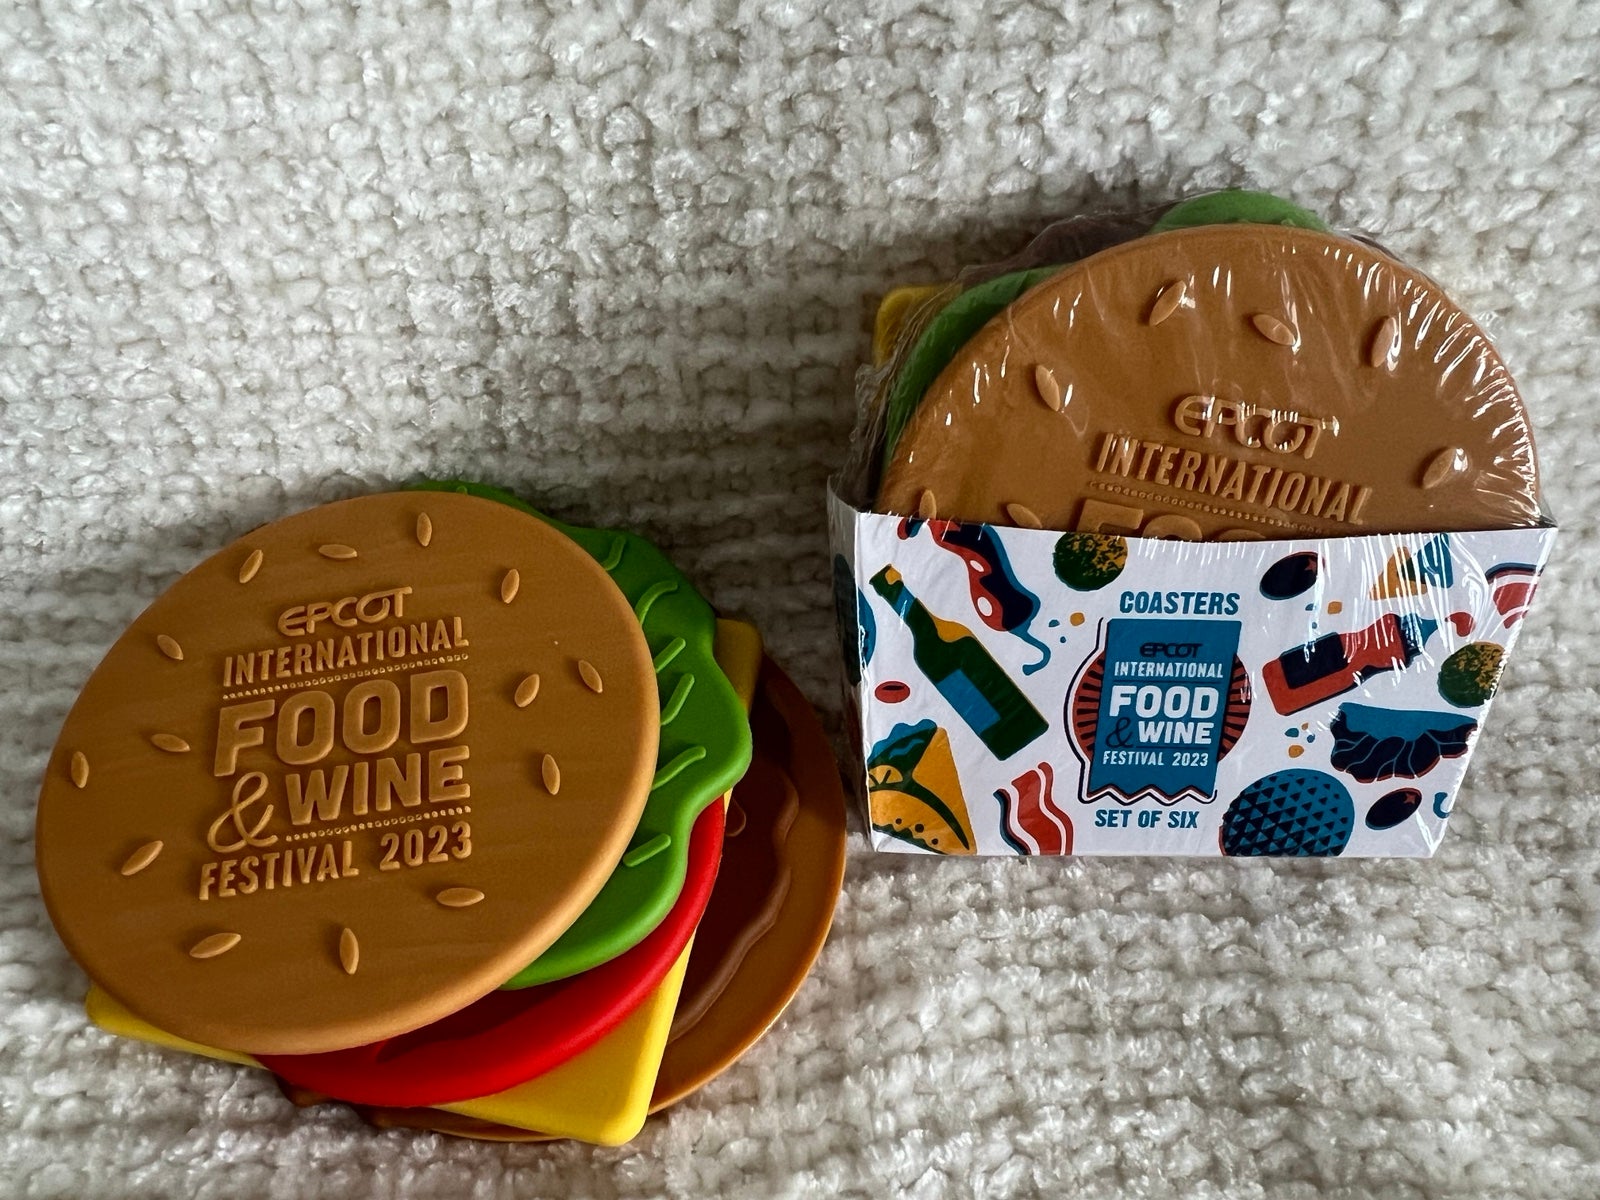 EPCOT
INTERNATIONAL
FOOD
& WINE
FESTIVAL 2023
EPCOT
INTERNATIONAL
COASTERS
EPCOT
INTERNATIONAL
FOOD
& WINE
FESTIVAL 2023
SET OF SIX